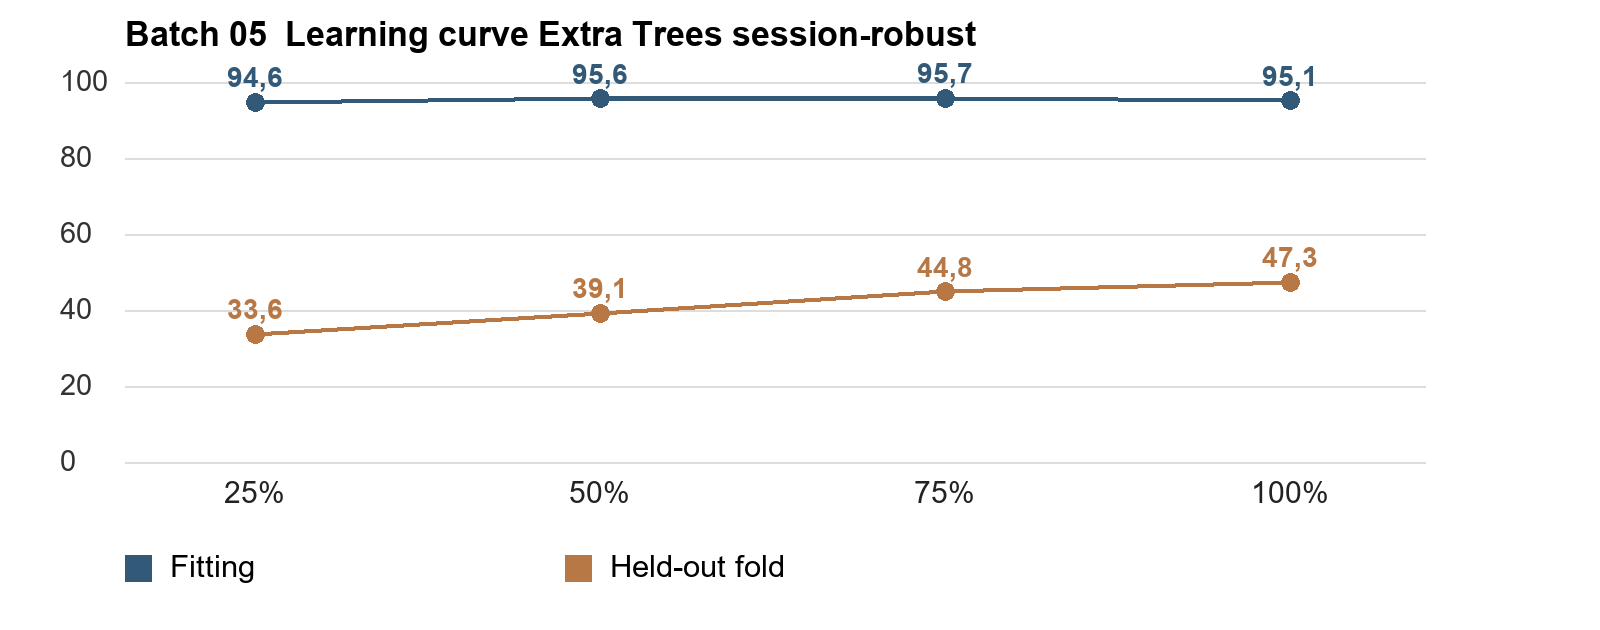 Batch 05  Learning curve Extra Trees session-robust
100
94,6 95,6 95,7 95,1
80
60
47,3
44,8
39,1
40
33,6
20
0
25% 50% 75% 100%
Fitting Held-out fold